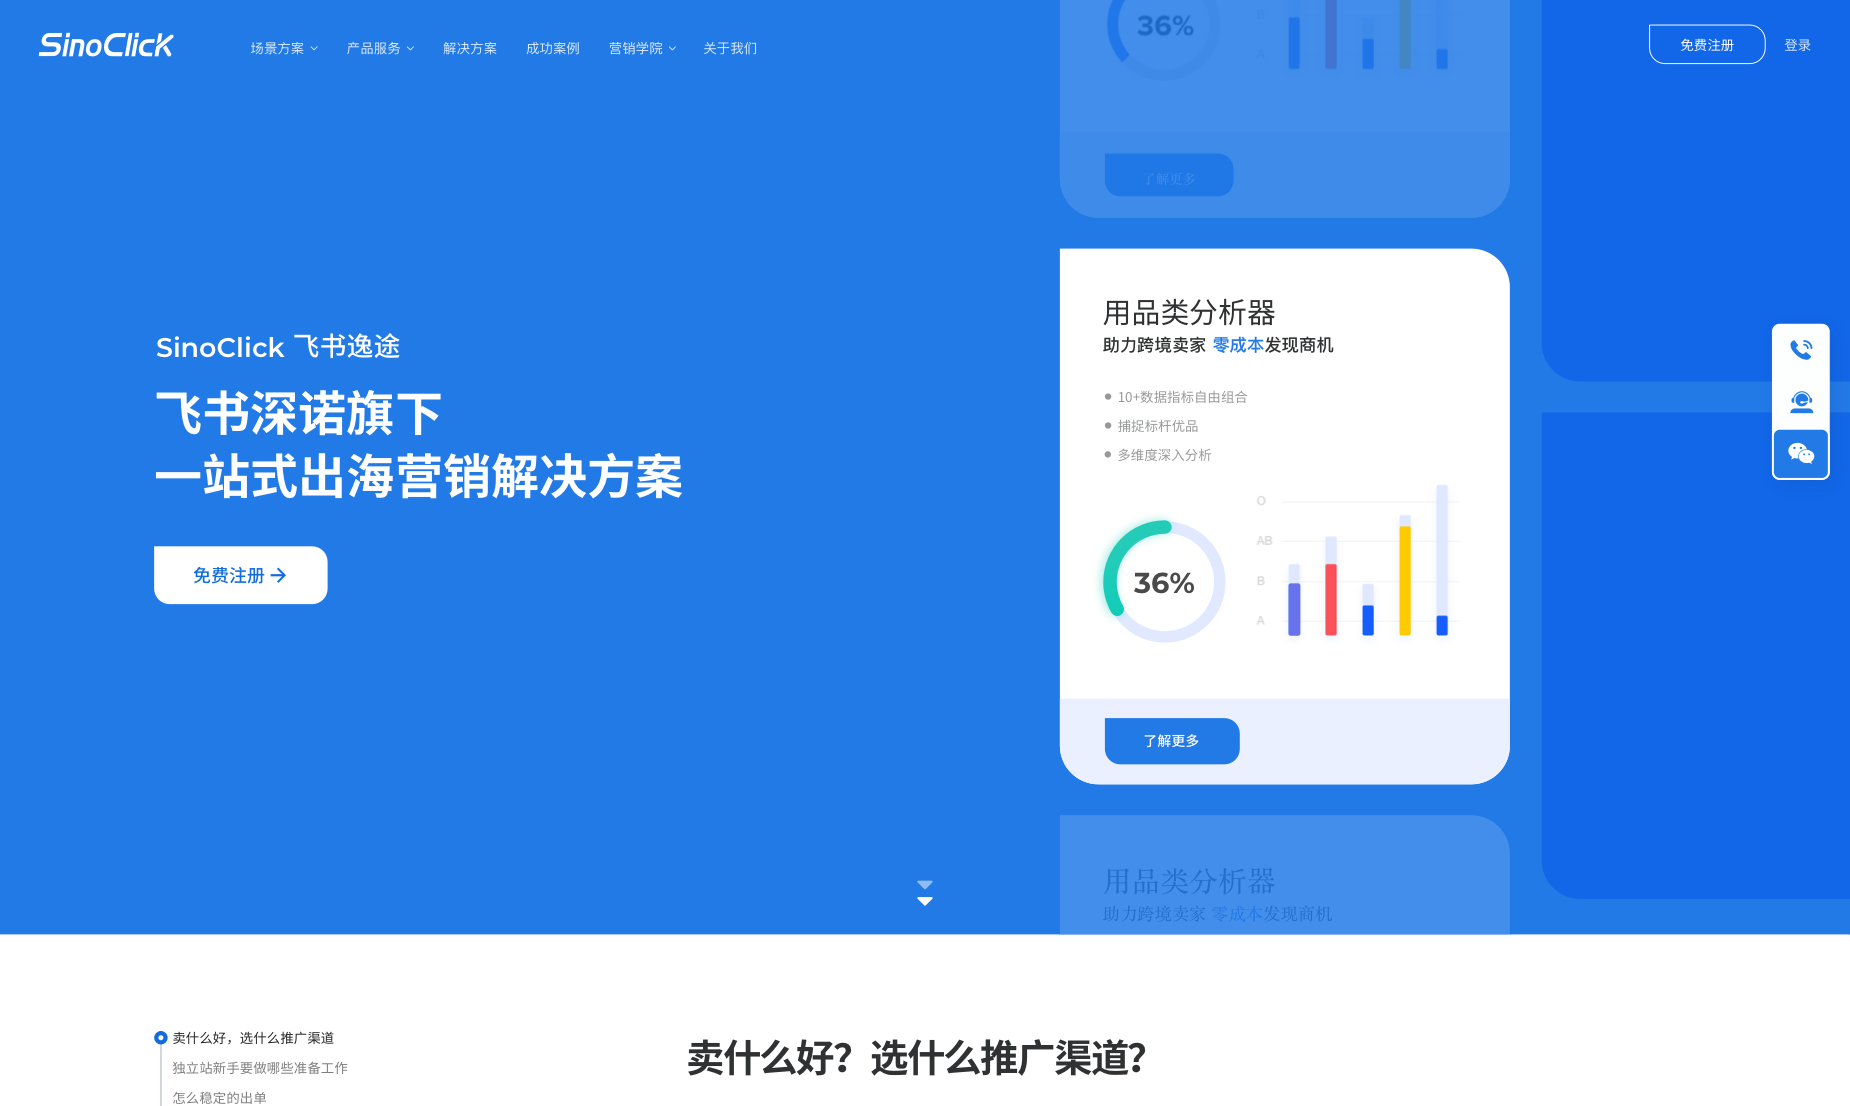 SinoClick
场景方案 产品服务 解决方案 成功案例 营销学院 关于我们
免费注册 登录
36%
B
A
了解更多
SinoClick 飞书逸途
飞书深诺旗下
一站式出海营销解决方案
免费注册
用品类分析器
助力跨境卖家 零成本发现商机
10+数据指标自由组合
捕捉标杆优品
多维度深入分析
36%
O
AB
B
A
了解更多
用品类分析器
助力跨境卖家 零成本发现商机
卖什么好，选什么推广渠道
独立站新手要做哪些准备工作
怎么稳定的出单
卖什么好？选什么推广渠道?